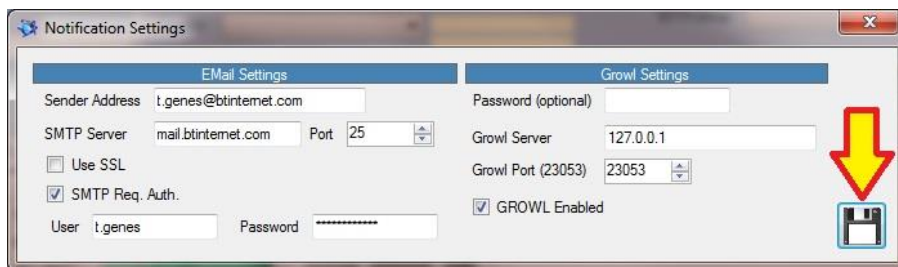 Notification Settings
EMail Settings
Sender Address t.genes@btinternet.com
SMTP Server mail.btinternet.com Port 25
Use SSL
SMTP Req. Auth.
User t.genes Password ************
Growl Settings
Password (optional)
Growl Server 127.0.0.1
Growl Port (23053) 23053
GROWL Enabled